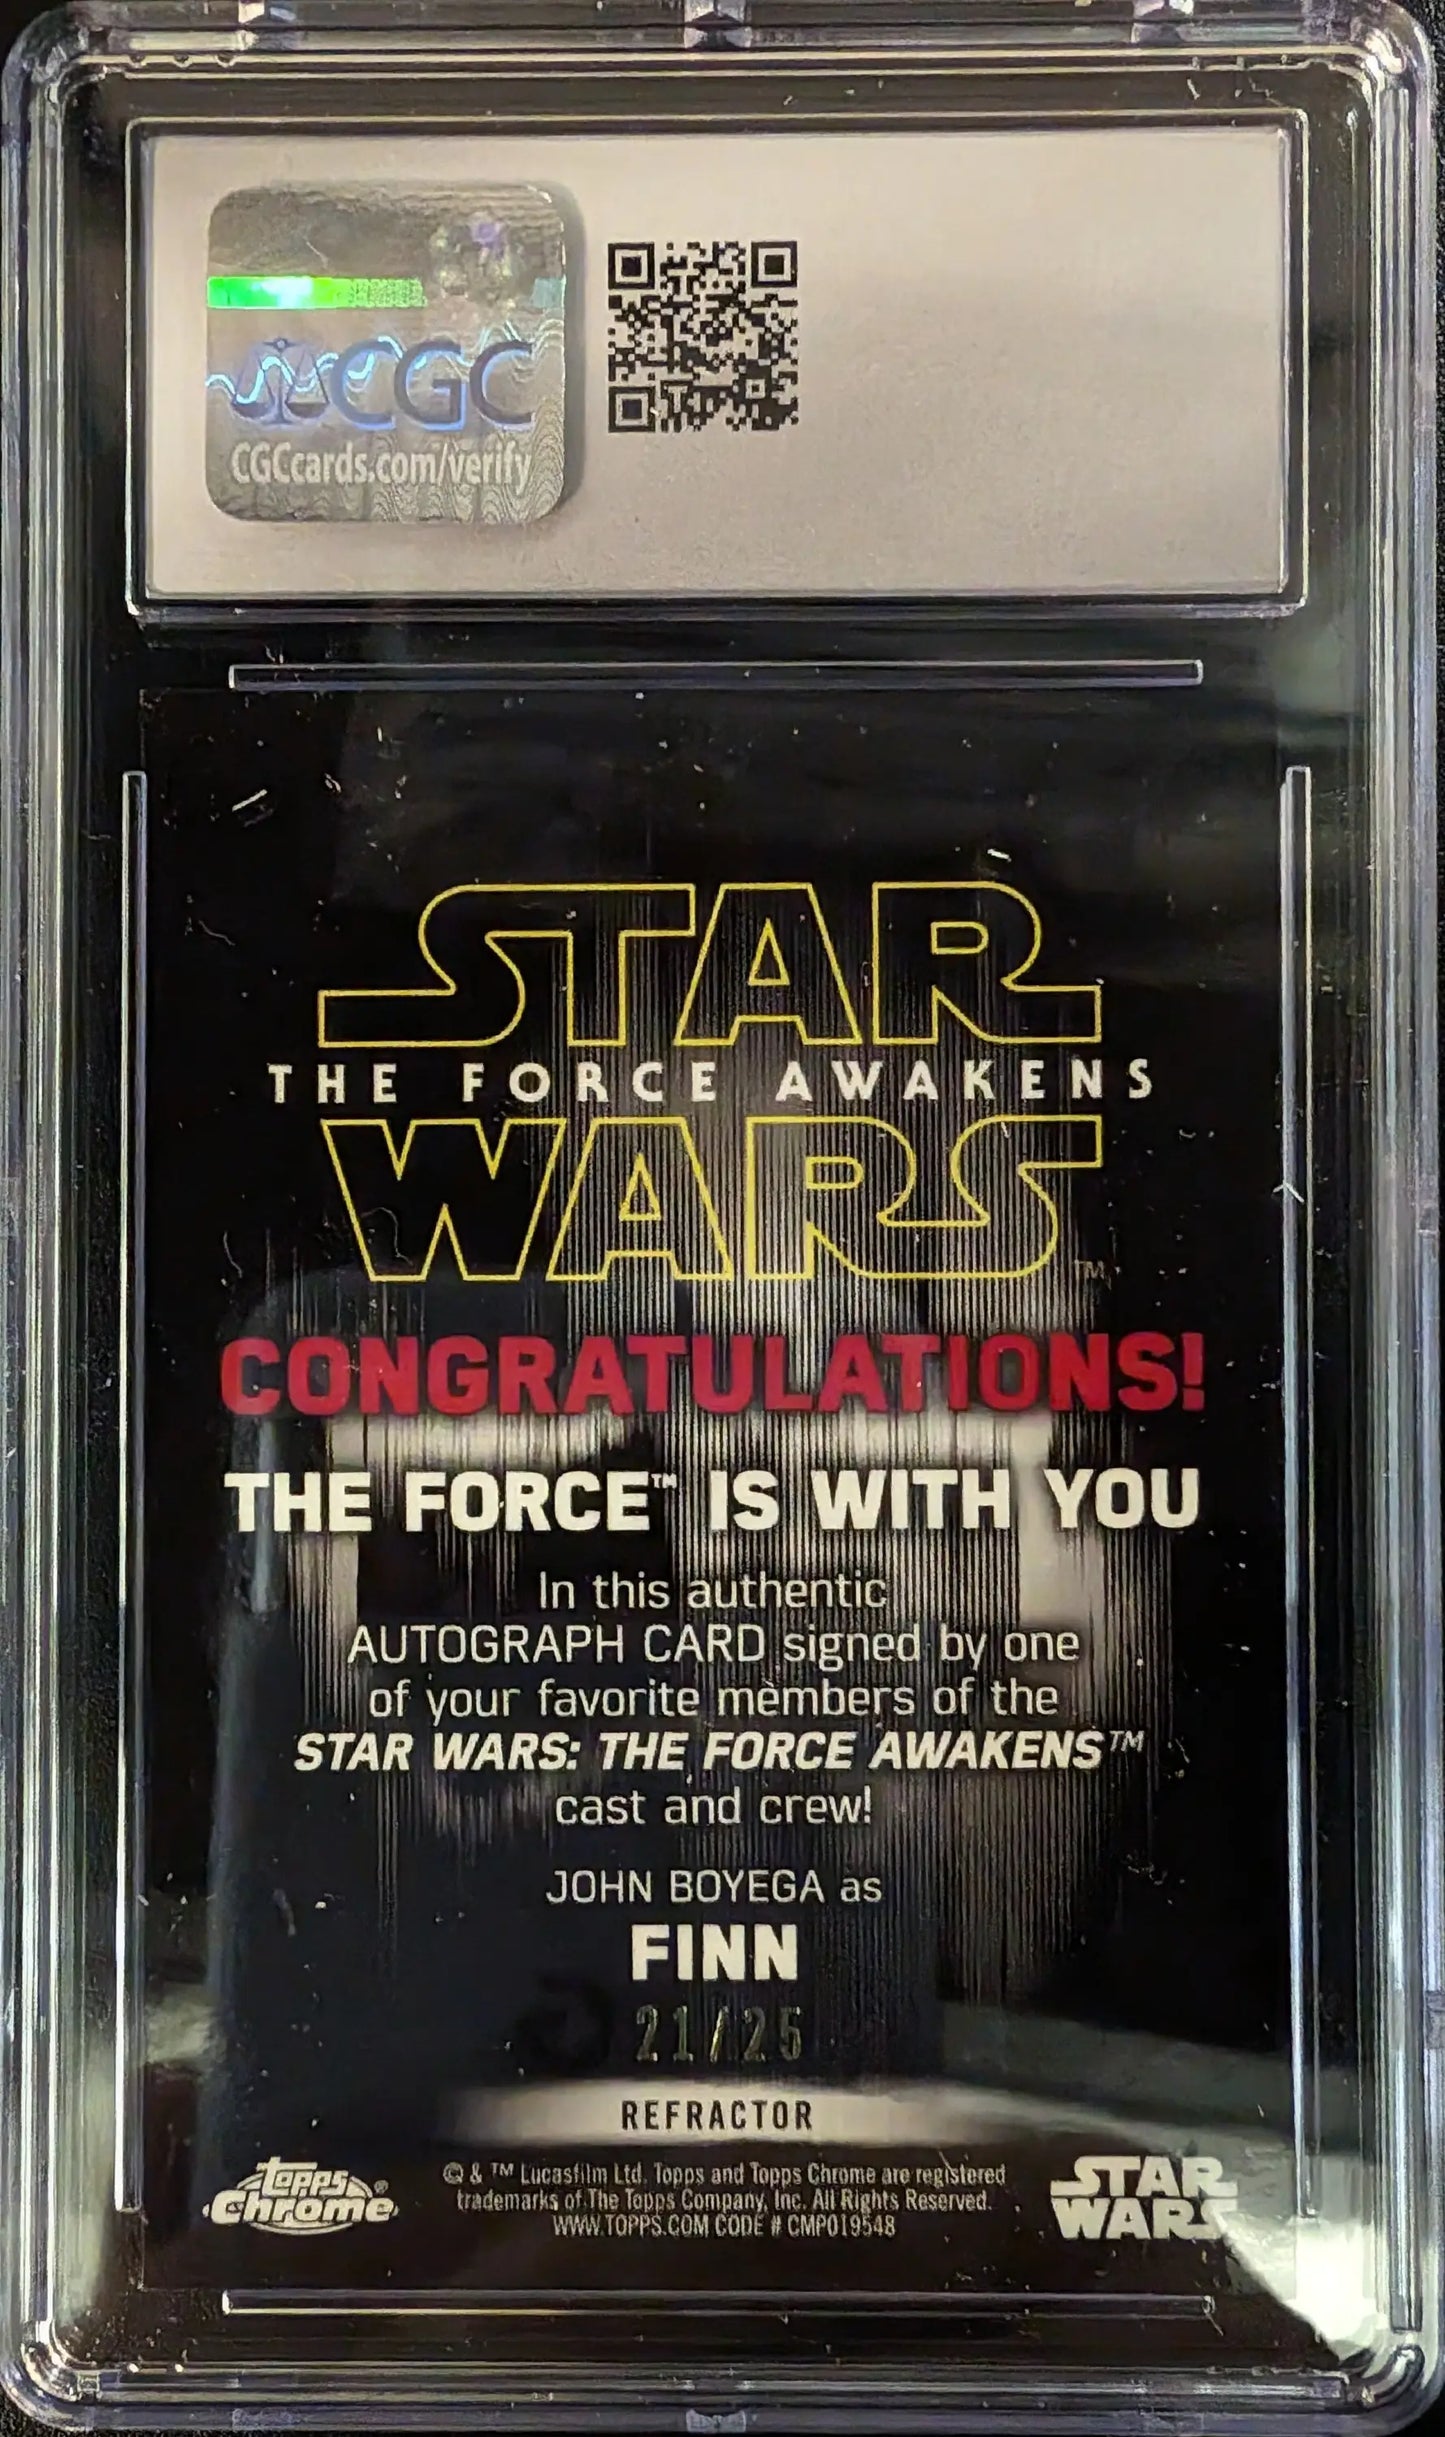 CGC
CGCcards.com/verify
STAR
THE FORCE AWAKENS
WARS™
CONGRATULATIONS!
THE FORCE™ IS WITH YOU
In this authentic
AUTOGRAPH CARD signed by one
of your favorite members of the
STAR WARS: THE FORCE AWAKENS™
cast and crew!
JOHN BOYEGA as
FINN
21/25
REFRACTOR
Topps
Chrome®
© & ™ Lucasfilm Ltd. Topps and Topps Chrome are registered
trademarks of The Topps Company, Inc. All Rights Reserved.
WWW.TOPPS.COM CODE # CMP019548
STAR
WARS